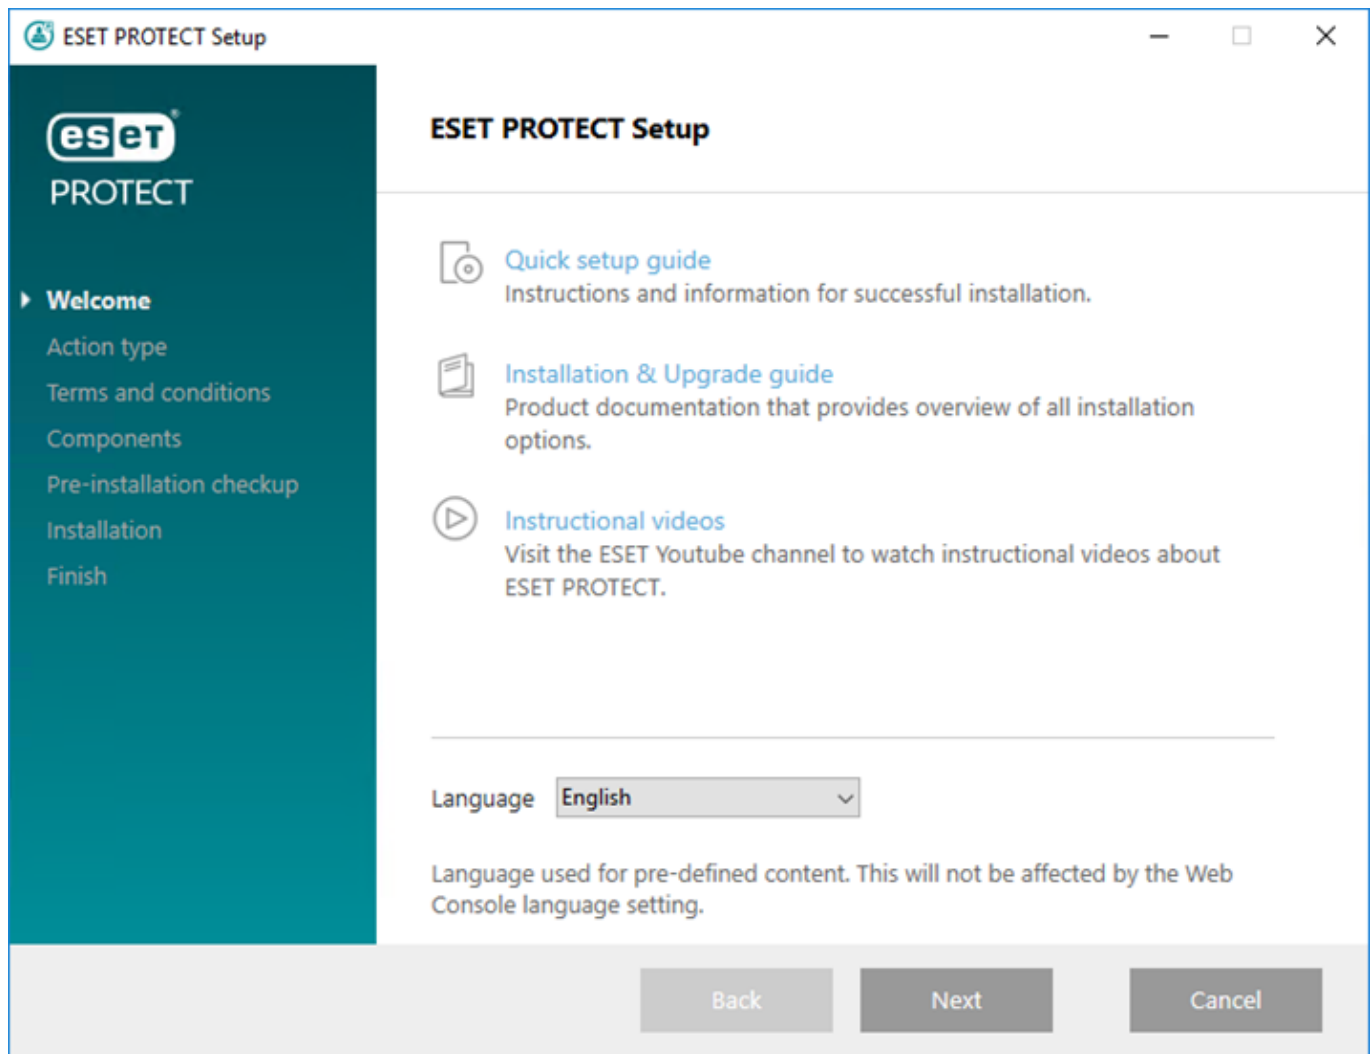 ESET PROTECT Setup
eseT®
PROTECT
Welcome
Action type
Terms and conditions
Components
Pre-installation checkup
Installation
Finish
ESET PROTECT Setup
Quick setup guide
Instructions and information for successful installation.
Installation & Upgrade guide
Product documentation that provides overview of all installation
options.
Instructional videos
Visit the ESET Youtube channel to watch instructional videos about
ESET PROTECT.
Language English
Language used for pre-defined content. This will not be affected by the Web
Console language setting.
Back Next Cancel